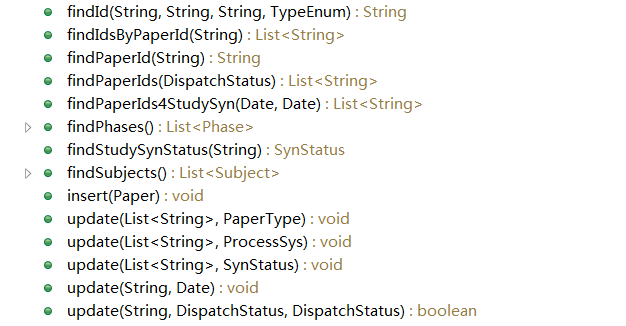 findId(String, String, String, TypeEnum) : String
findIdsByPaperId(String) : List<String>
findPaperId(String) : String
findPaperIds(DispatchStatus) : List<String>
findPaperIds4StudySyn(Date, Date) : List<String>
findPhases() : List<Phase>
findStudySynStatus(String) : SynStatus
findSubjects() : List<Subject>
insert(Paper) : void
update(List<String>, PaperType) : void
update(List<String>, ProcessSys) : void
update(List<String>, SynStatus) : void
update(String, Date) : void
update(String, DispatchStatus, DispatchStatus) : boolean